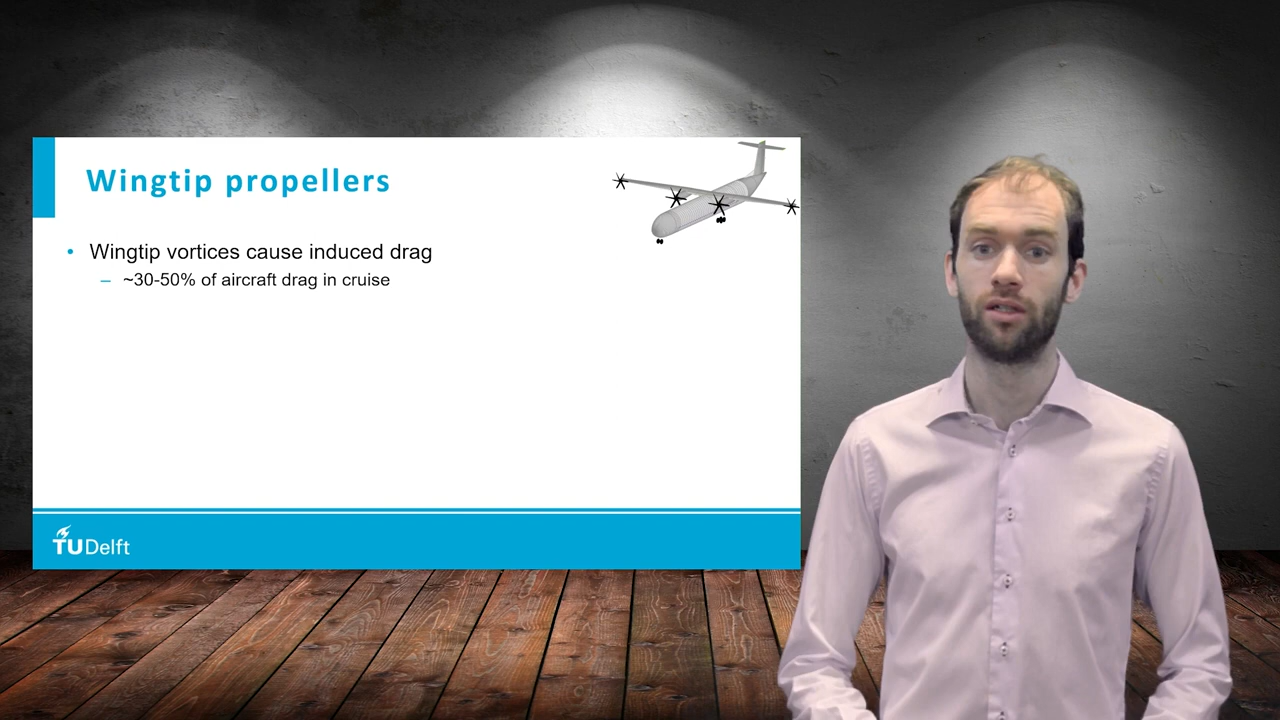 Wingtip propellers
• Wingtip vortices cause induced drag
– ~30-50% of aircraft drag in cruise
TUDelft